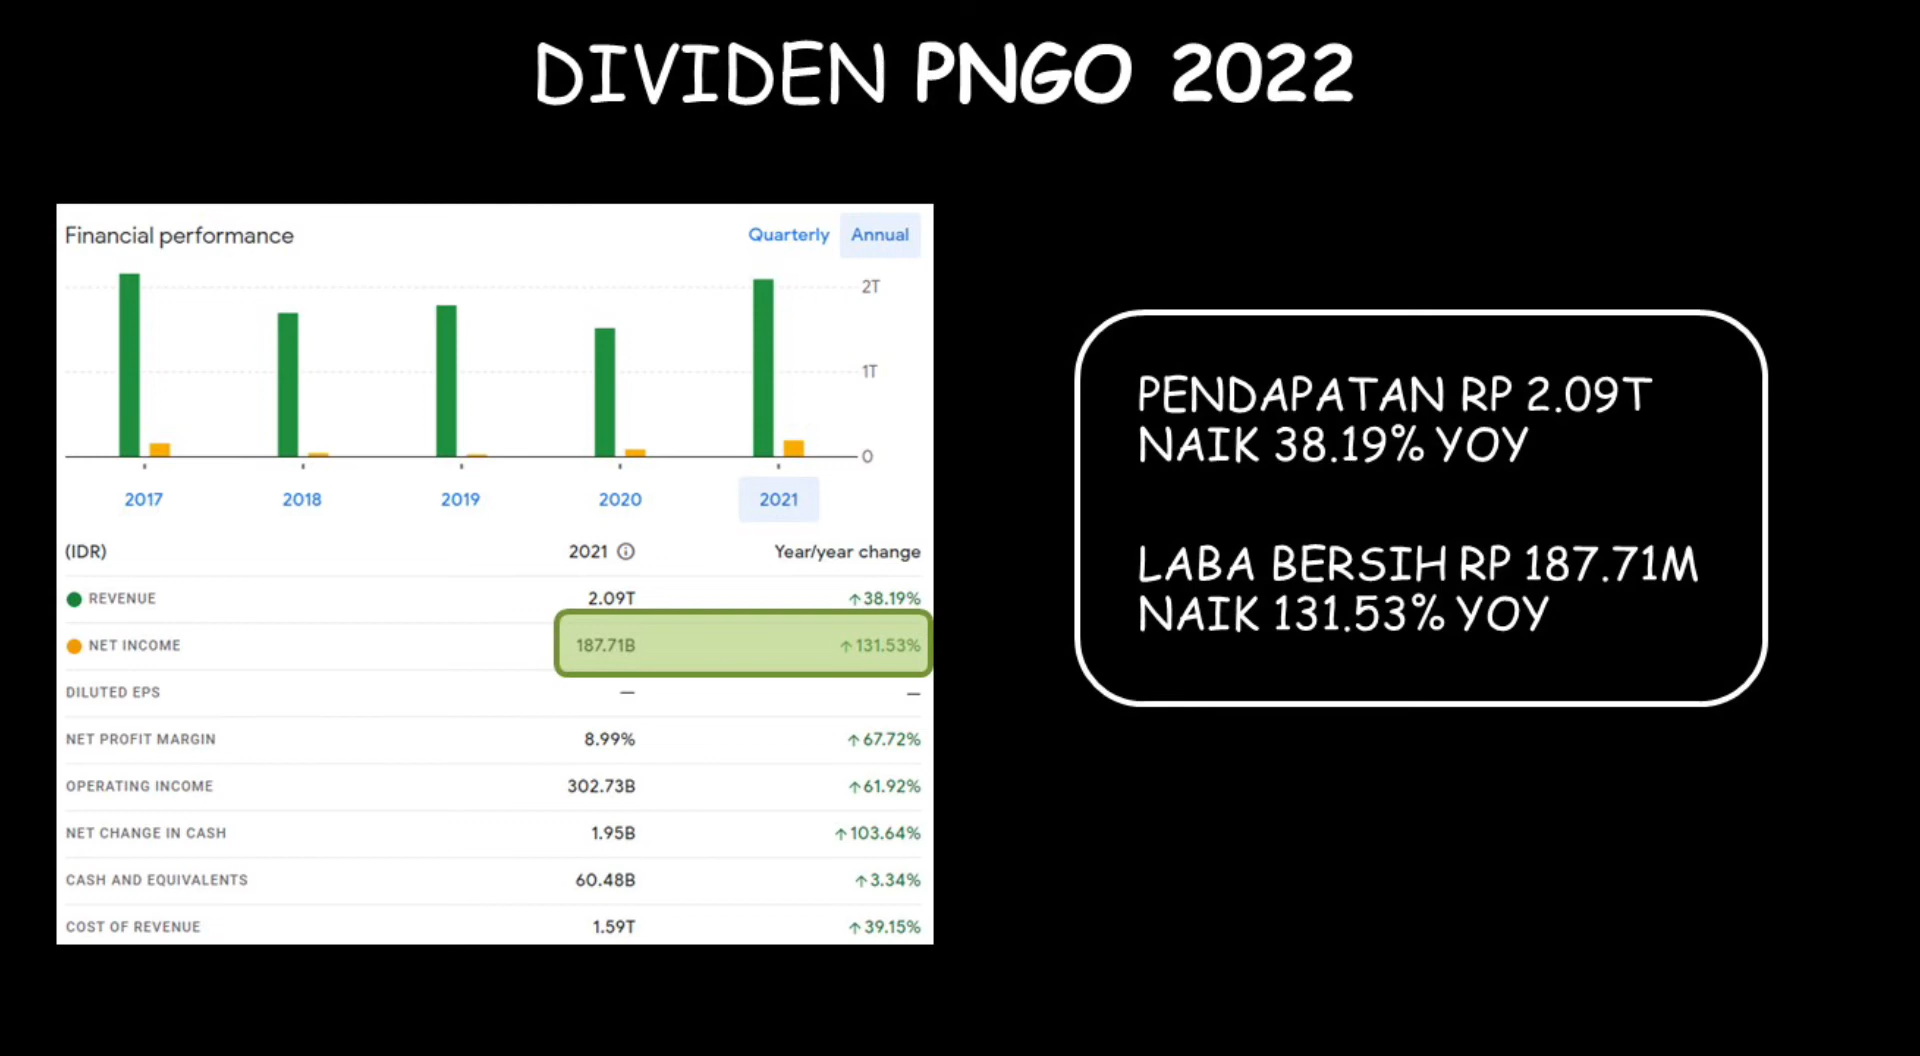 DIVIDEN PNGO 2022
Financial performance
Quarterly Annual
2T
1T
0
2017 2018 2019 2020 2021
(IDR) 2021 Year/year change
REVENUE 2.09T ↑38.19%
NET INCOME 187.71B ↑131.53%
DILUTED EPS — —
NET PROFIT MARGIN 8.99% ↑67.72%
OPERATING INCOME 302.73B ↑61.92%
NET CHANGE IN CASH 1.95B ↑103.64%
CASH AND EQUIVALENTS 60.48B ↑3.34%
COST OF REVENUE 1.59T ↑39.15%
PENDAPATAN RP 2.09T
NAIK 38.19% YOY
LABA BERSIH RP 187.71M
NAIK 131.53% YOY